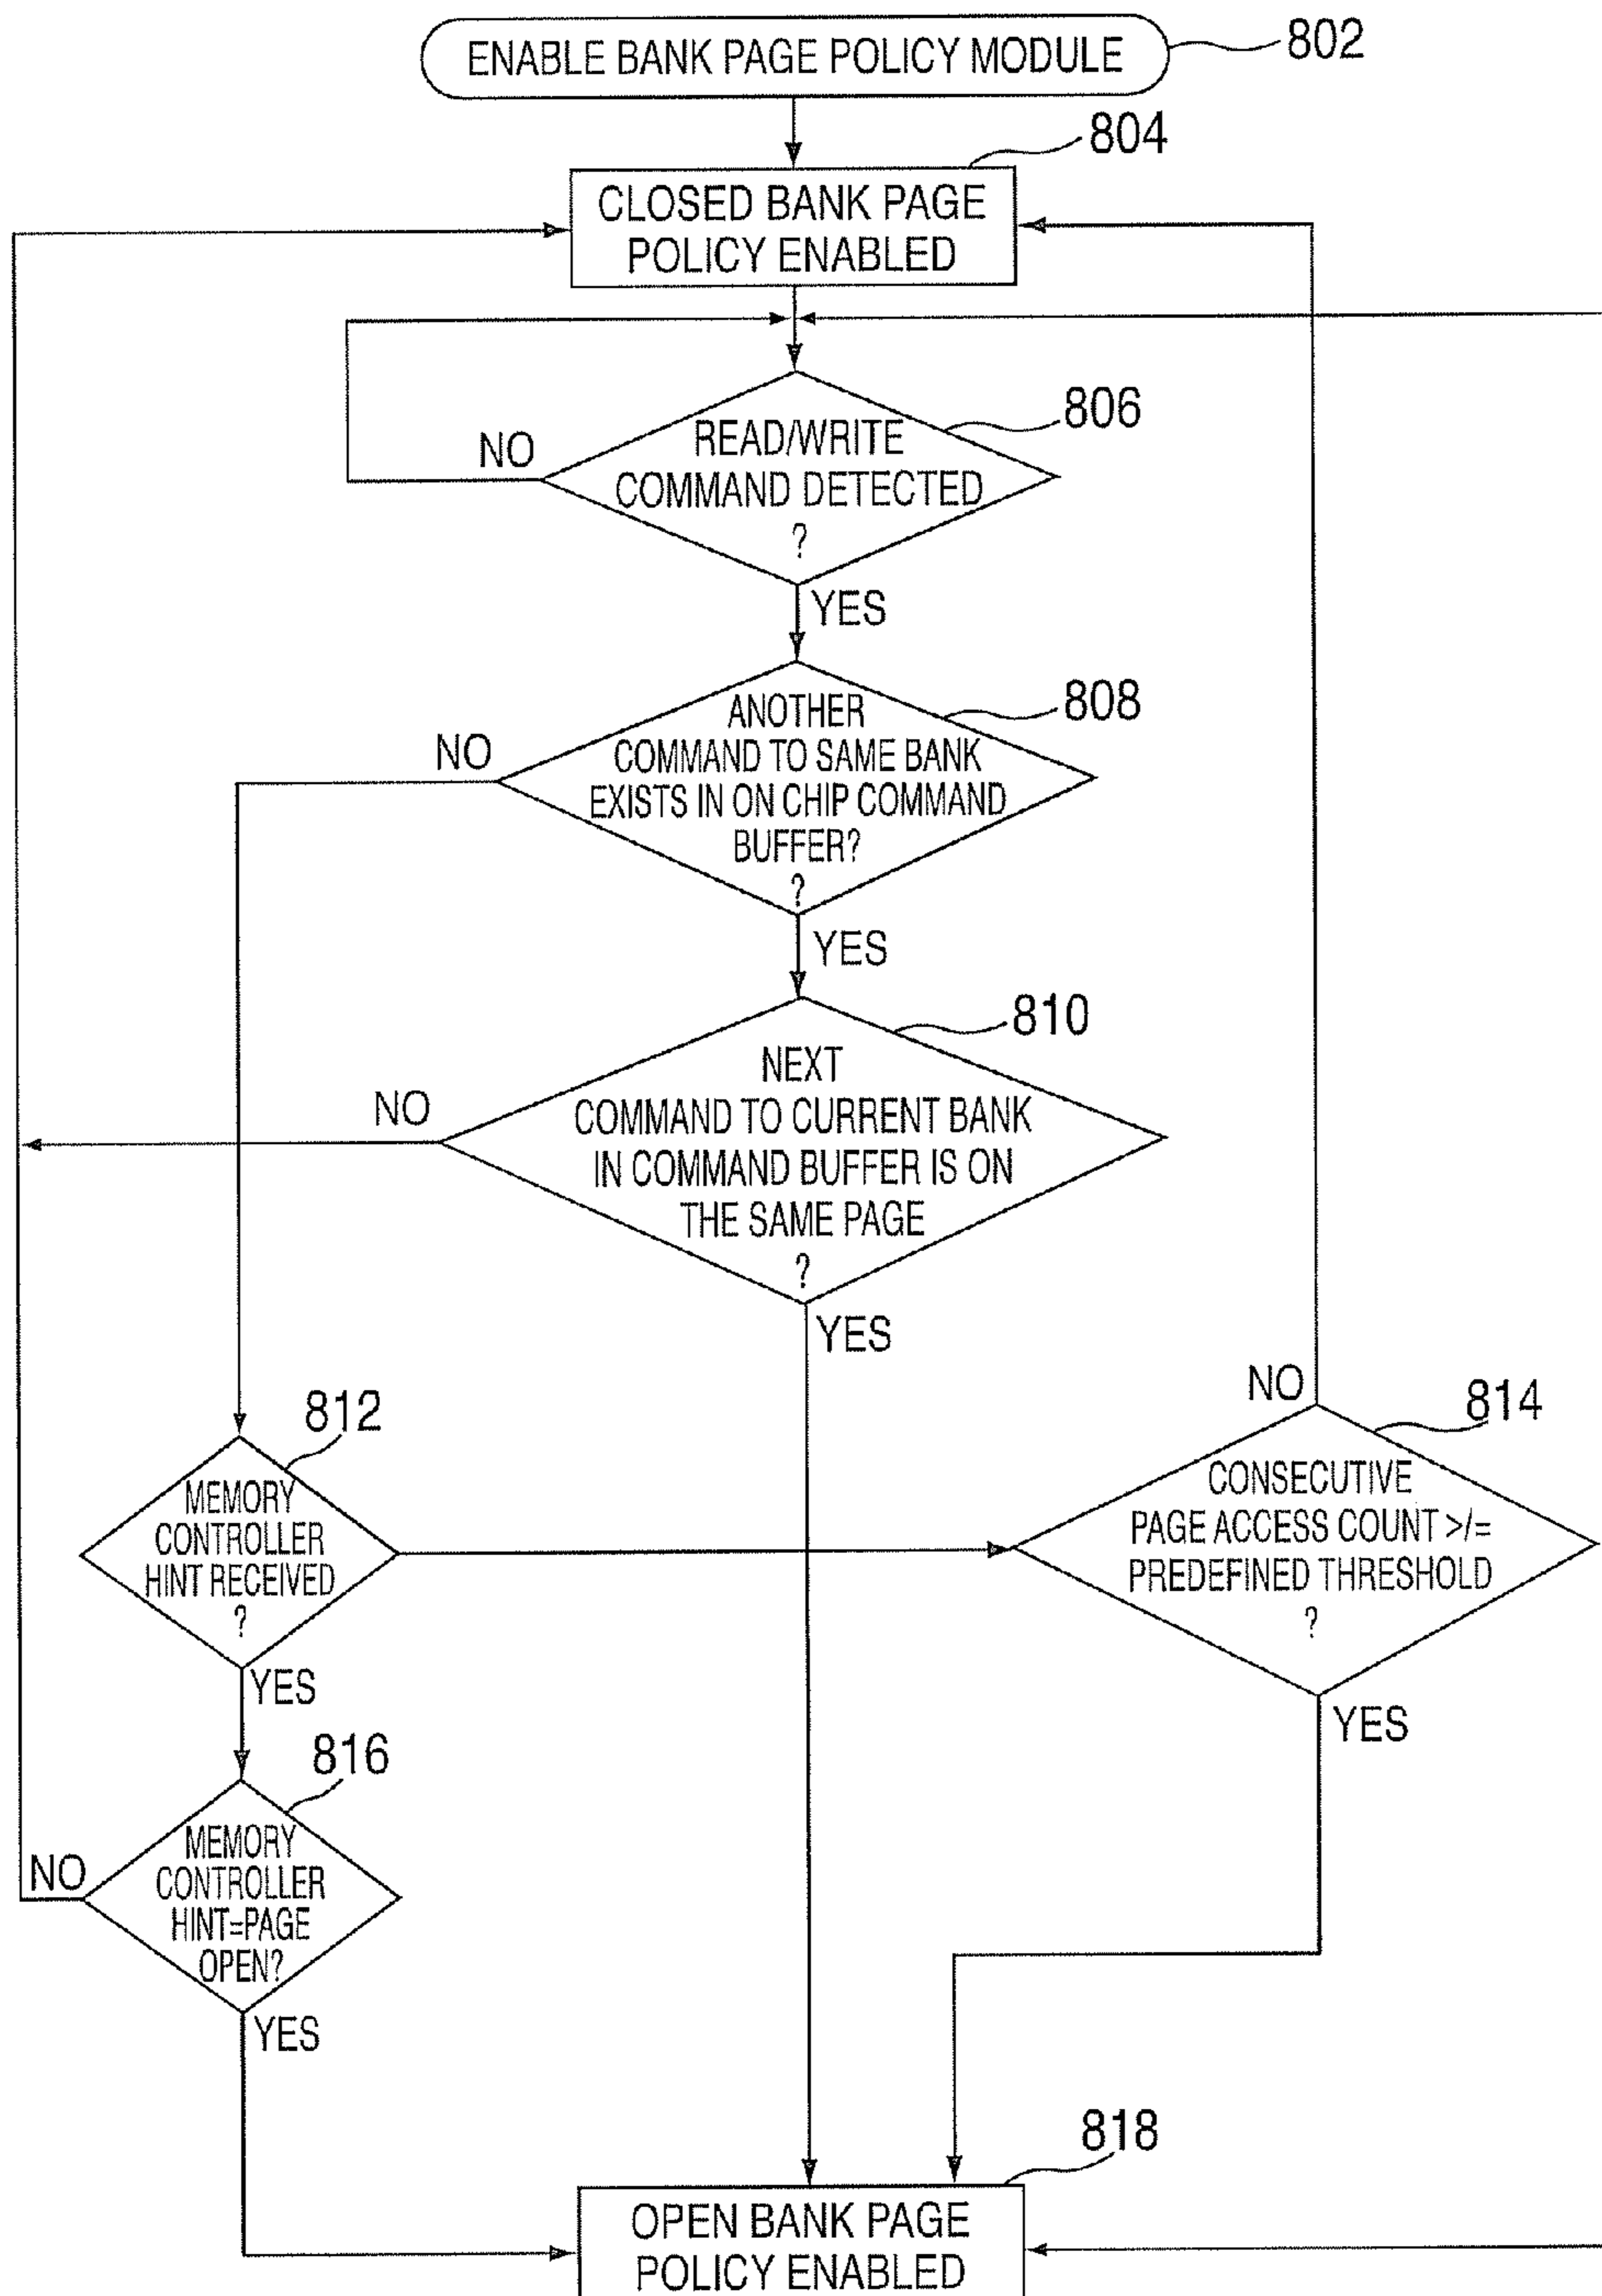 ENABLE BANK PAGE POLICY MODULE
802
804
CLOSED BANK PAGE
POLICY ENABLED
806
NO
READ/WRITE
COMMAND DETECTED
?
YES
808
NO
ANOTHER
COMMAND TO SAME BANK
EXISTS IN ON CHIP COMMAND
BUFFER?
?
YES
810
NO
NEXT
COMMAND TO CURRENT BANK
IN COMMAND BUFFER IS ON
THE SAME PAGE
?
YES
812
MEMORY
CONTROLLER
HINT RECEIVED
?
YES
NO
814
CONSECUTIVE
PAGE ACCESS COUNT >/=
PREDEFINED THRESHOLD
?
YES
816
NO
MEMORY
CONTROLLER
HINT=PAGE
OPEN?
YES
818
OPEN BANK PAGE
POLICY ENABLED